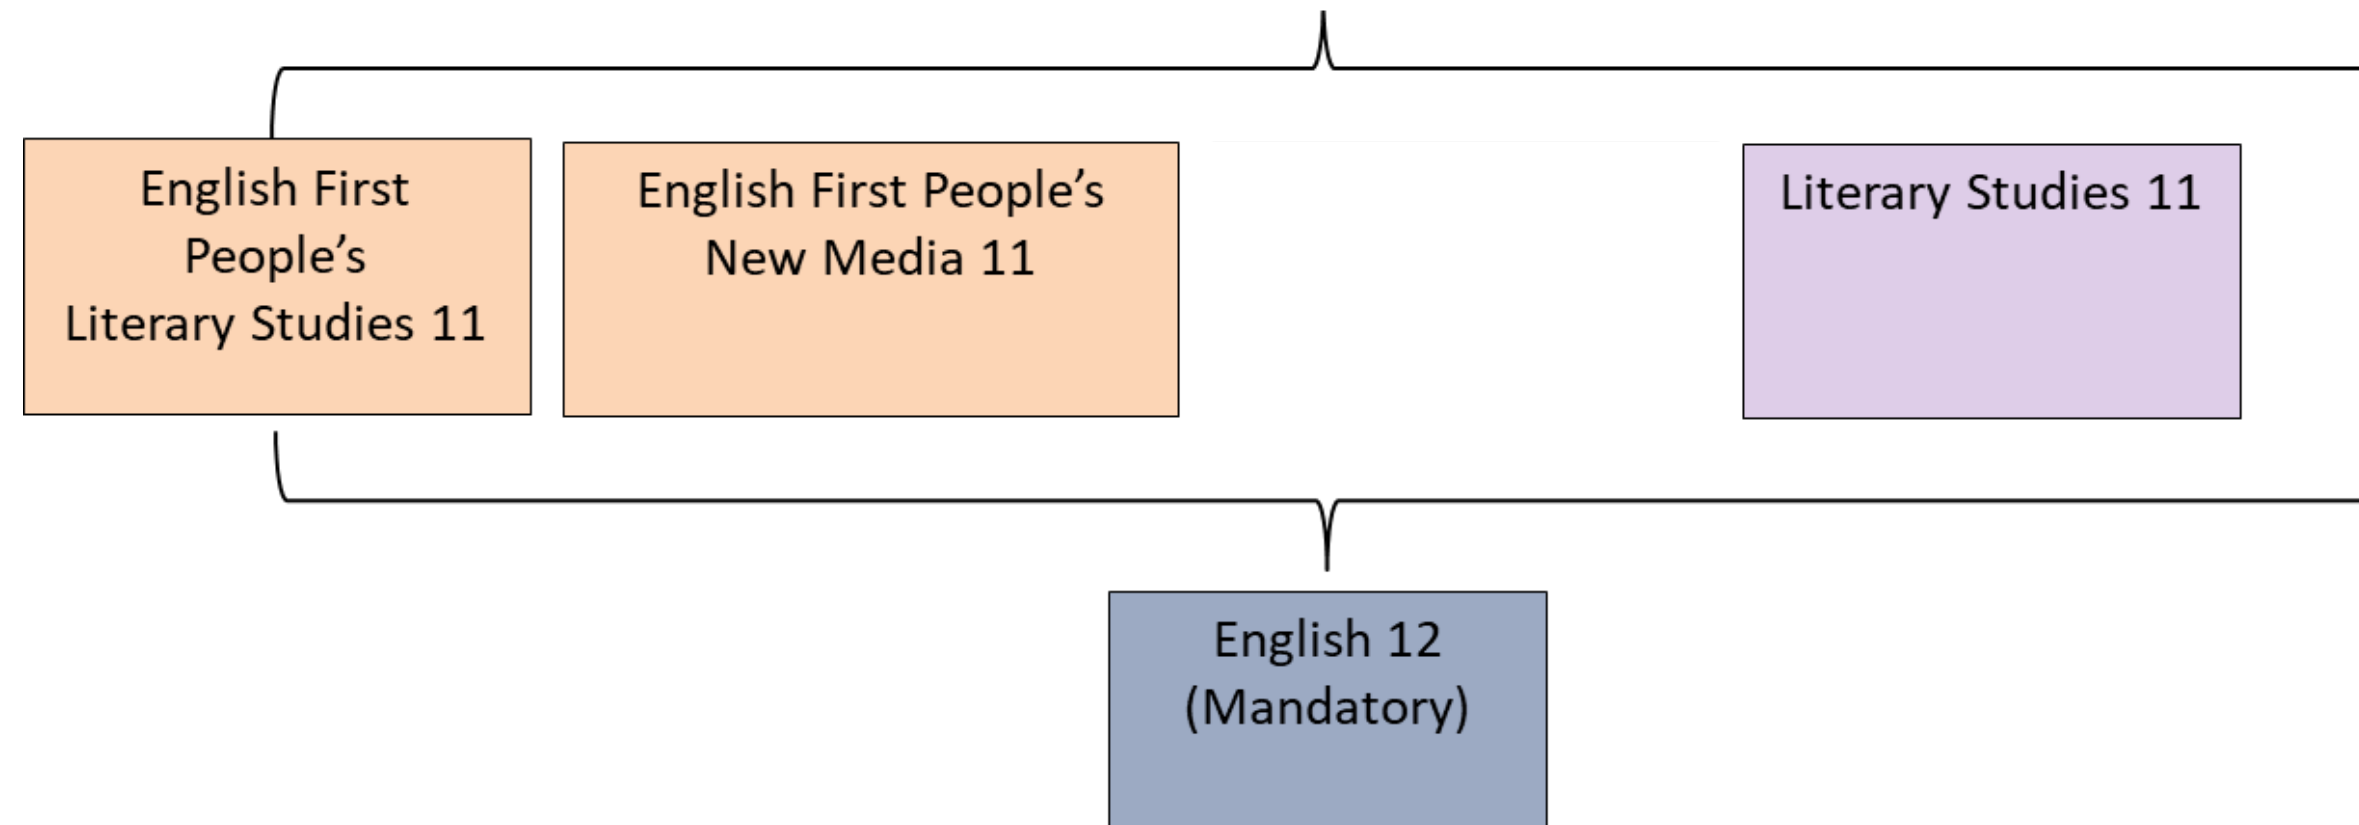 English First
People’s
Literary Studies 11
English First People’s
New Media 11
Literary Studies 11
English 12
(Mandatory)